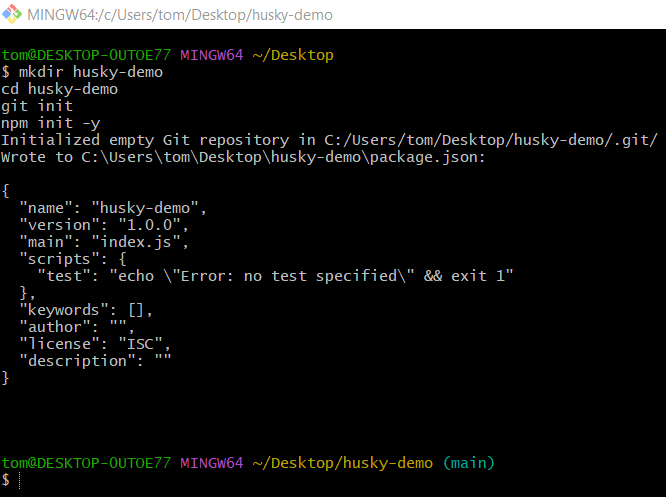 MINGW64:/c/Users/tom/Desktop/husky-demo
tom@DESKTOP-OUTOE77 MINGW64 ~/Desktop
$ mkdir husky-demo
cd husky-demo
git init
npm init -y
Initialized empty Git repository in C:/Users/tom/Desktop/husky-demo/.git/
Wrote to C:\Users\tom\Desktop\husky-demo\package.json:
{
  "name": "husky-demo",
  "version": "1.0.0",
  "main": "index.js",
  "scripts": {
    "test": "echo \"Error: no test specified\" && exit 1"
  },
  "keywords": [],
  "author": "",
  "license": "ISC",
  "description": ""
}
tom@DESKTOP-OUTOE77 MINGW64 ~/Desktop/husky-demo (main)
$